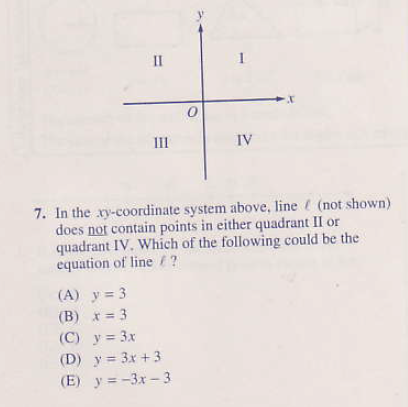 y
II I
x
O
III IV
7. In the xy-coordinate system above, line ℓ (not shown)
does not contain points in either quadrant II or
quadrant IV. Which of the following could be the
equation of line ℓ ?
(A) y = 3
(B) x = 3
(C) y = 3x
(D) y = 3x + 3
(E) y = −3x − 3